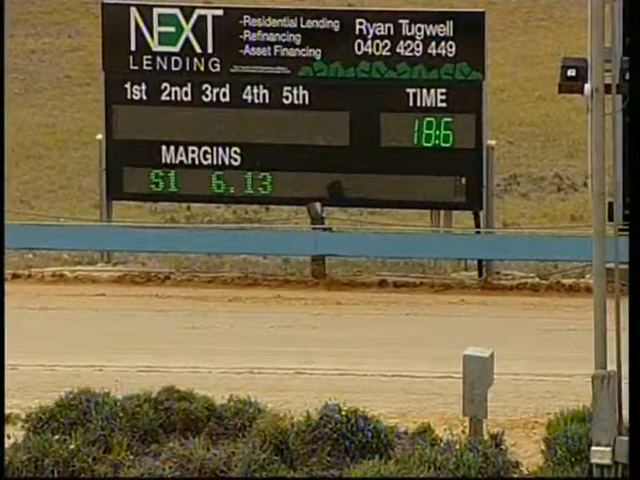 NEXT
LENDING
-Residential Lending
-Refinancing
-Asset Financing
Ryan Tugwell
0402 429 449
1st 2nd 3rd 4th 5th
TIME
18:6
MARGINS
S1 6.13